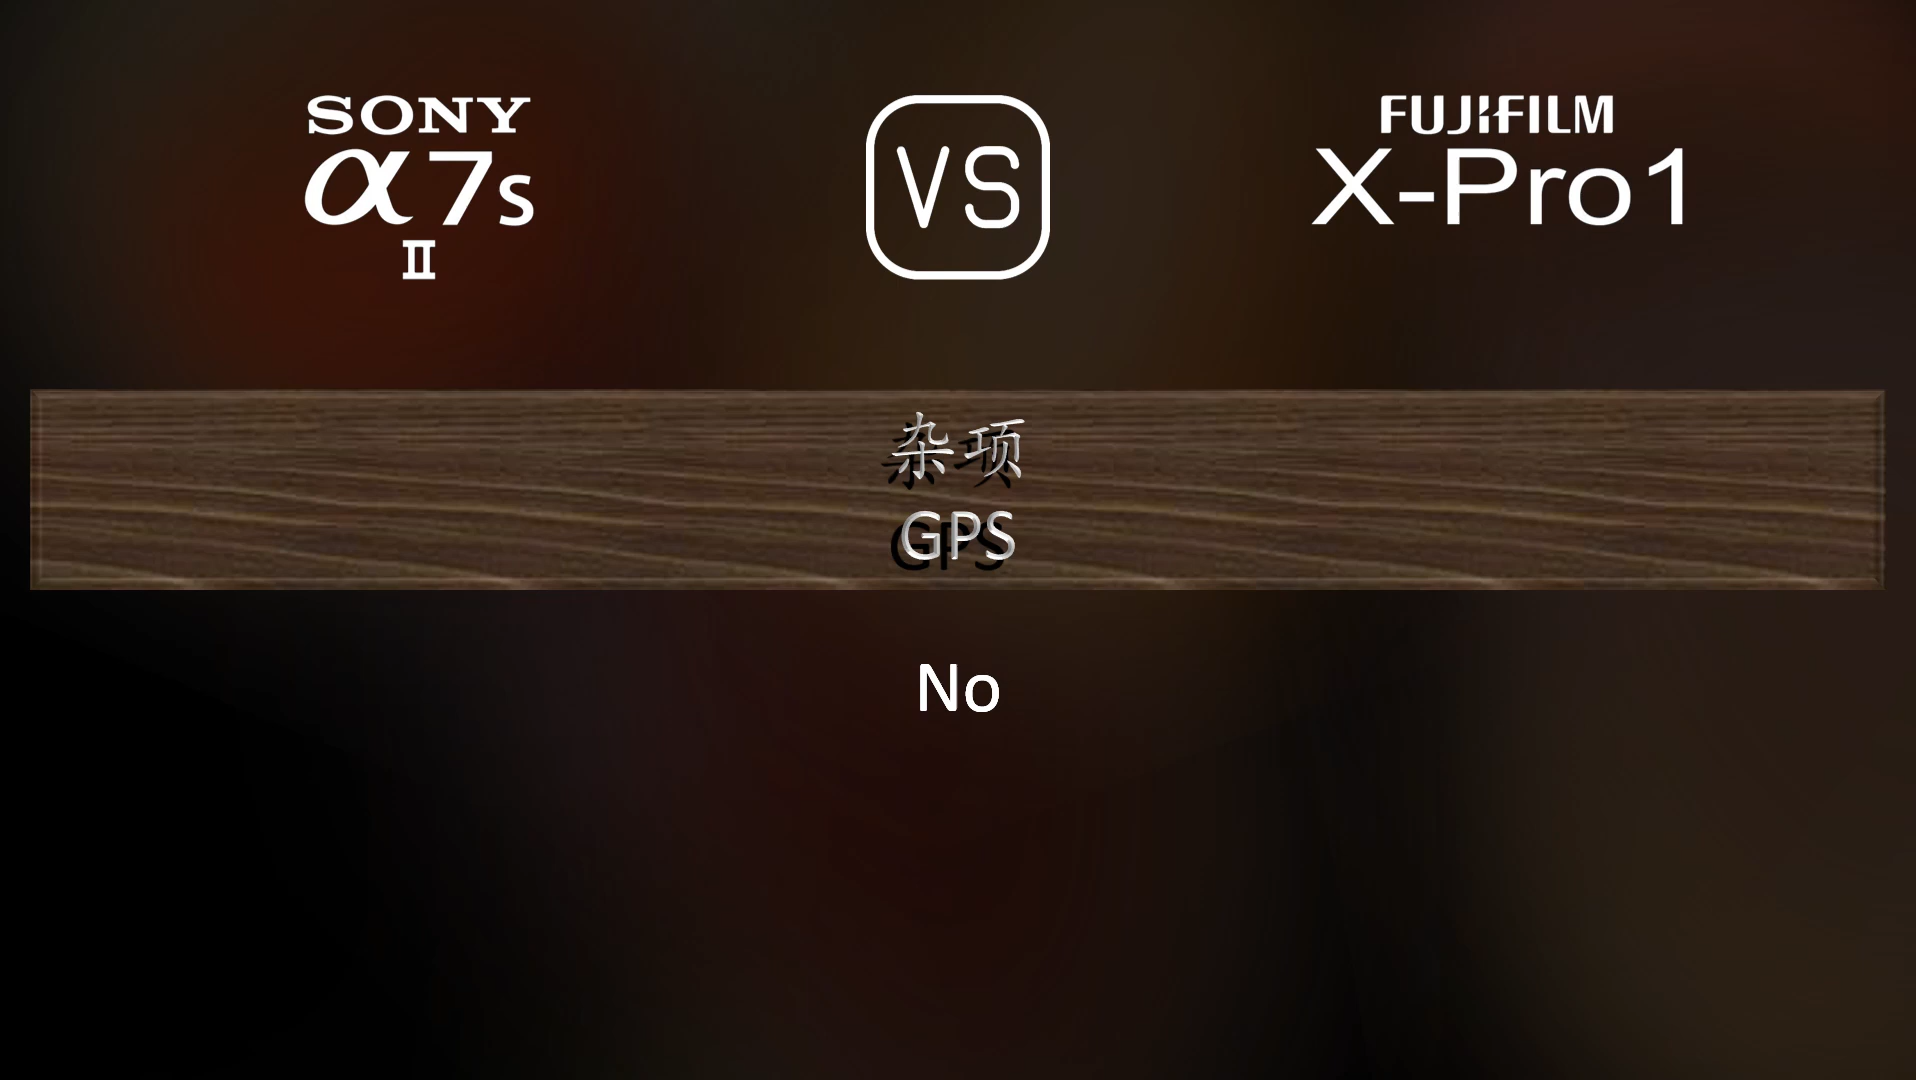 SONY
α7s
II
VS
FUJIFILM
X-Pro1
杂项
GPS
No